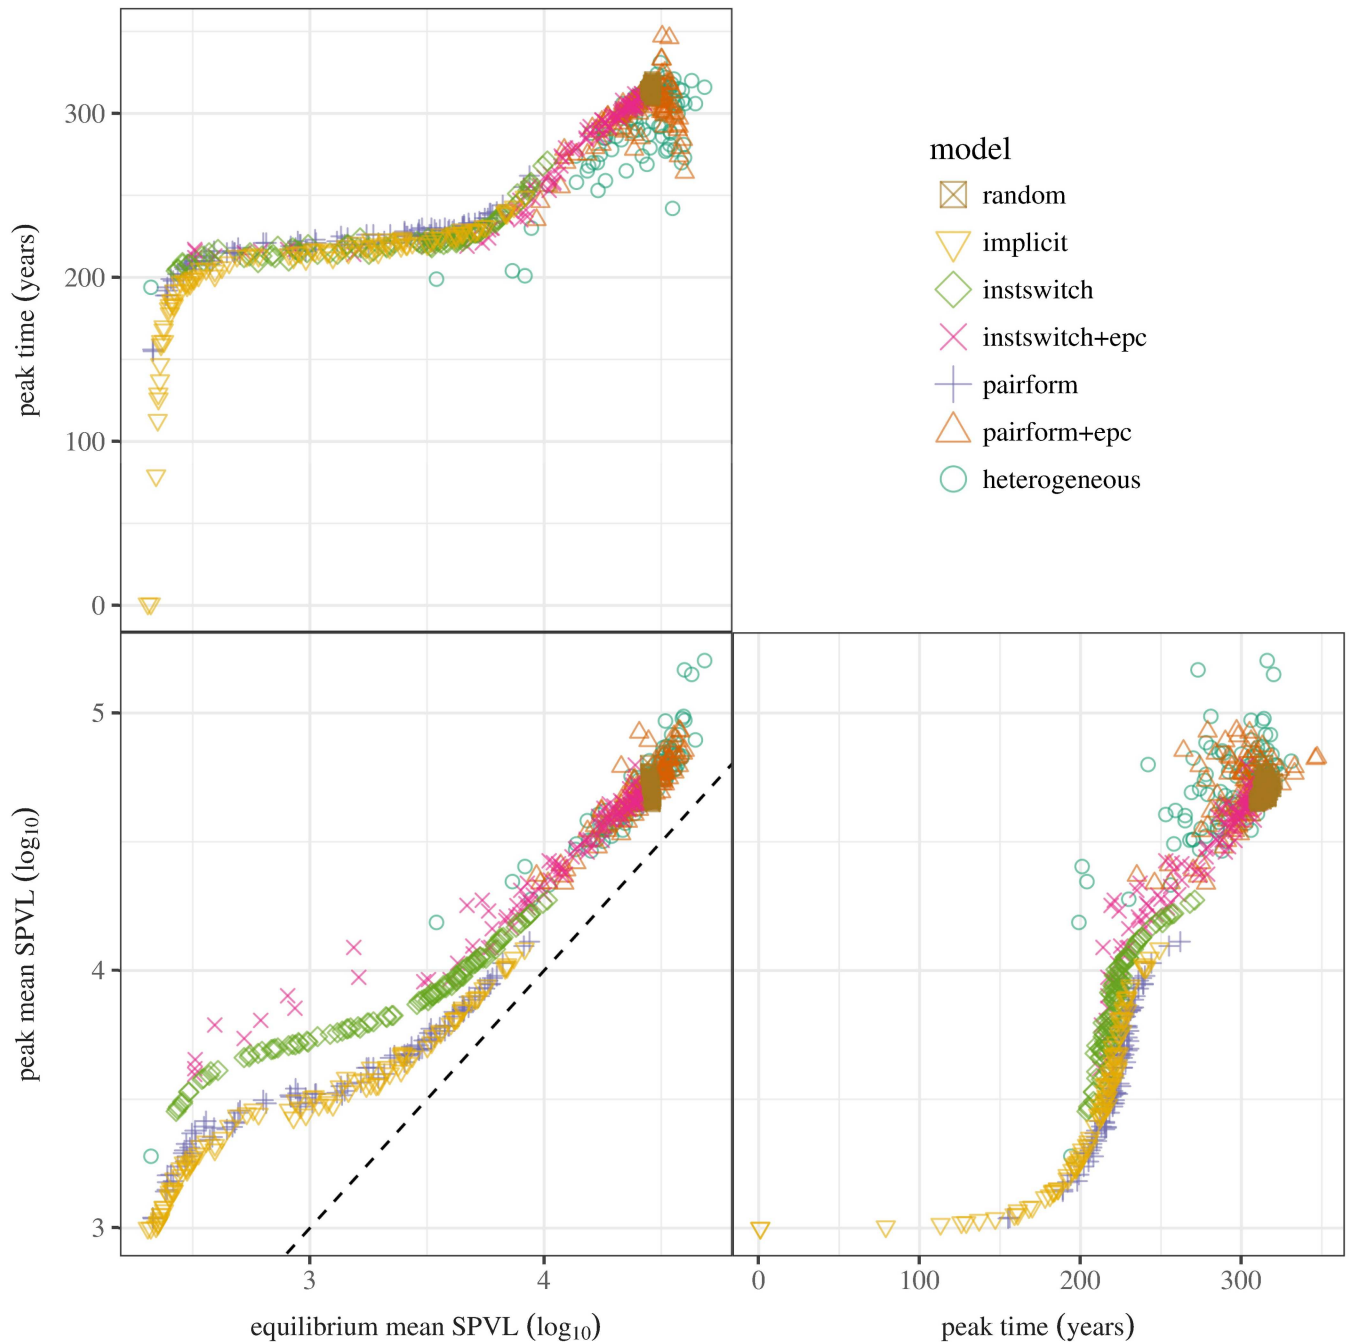 300
200
100
0
peak time (years)
model
random
implicit
instswitch
instswitch+epc
pairform
pairform+epc
heterogeneous
5
4
3
peak mean SPVL (log₁₀)
3 4
equilibrium mean SPVL (log₁₀)
0 100 200 300
peak time (years)